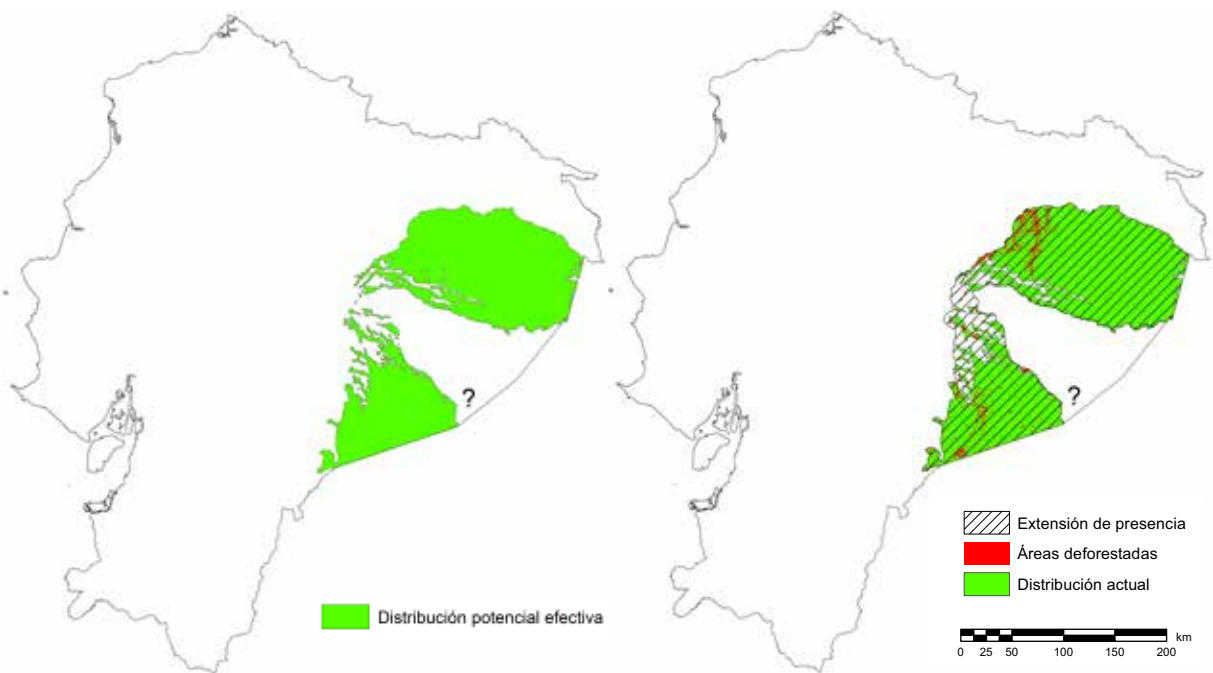 ?
Distribución potencial efectiva
?
Extensión de presencia
Áreas deforestadas
Distribución actual
km
0 25 50 100 150 200